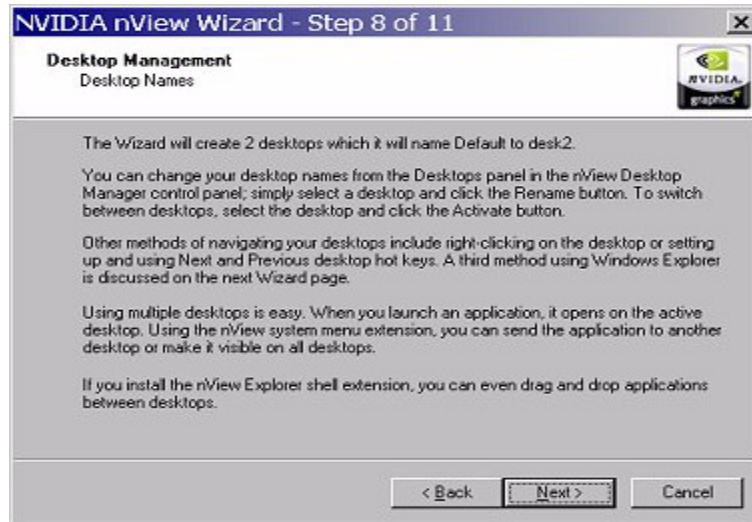 NVIDIA nView Wizard - Step 8 of 11
Desktop Management
Desktop Names
NVIDIA.
graphics
The Wizard will create 2 desktops which it will name Default to desk2.
You can change your desktop names from the Desktops panel in the nView Desktop
Manager control panel; simply select a desktop and click the Rename button. To switch
between desktops, select the desktop and click the Activate button.
Other methods of navigating your desktops include right-clicking on the desktop or setting
up and using Next and Previous desktop hot keys. A third method using Windows Explorer
is discussed on the next Wizard page.
Using multiple desktops is easy. When you launch an application, it opens on the active
desktop. Using the nView system menu extension, you can send the application to another
desktop or make it visible on all desktops.
If you install the nView Explorer shell extension, you can even drag and drop applications
between desktops.
< Back Next > Cancel